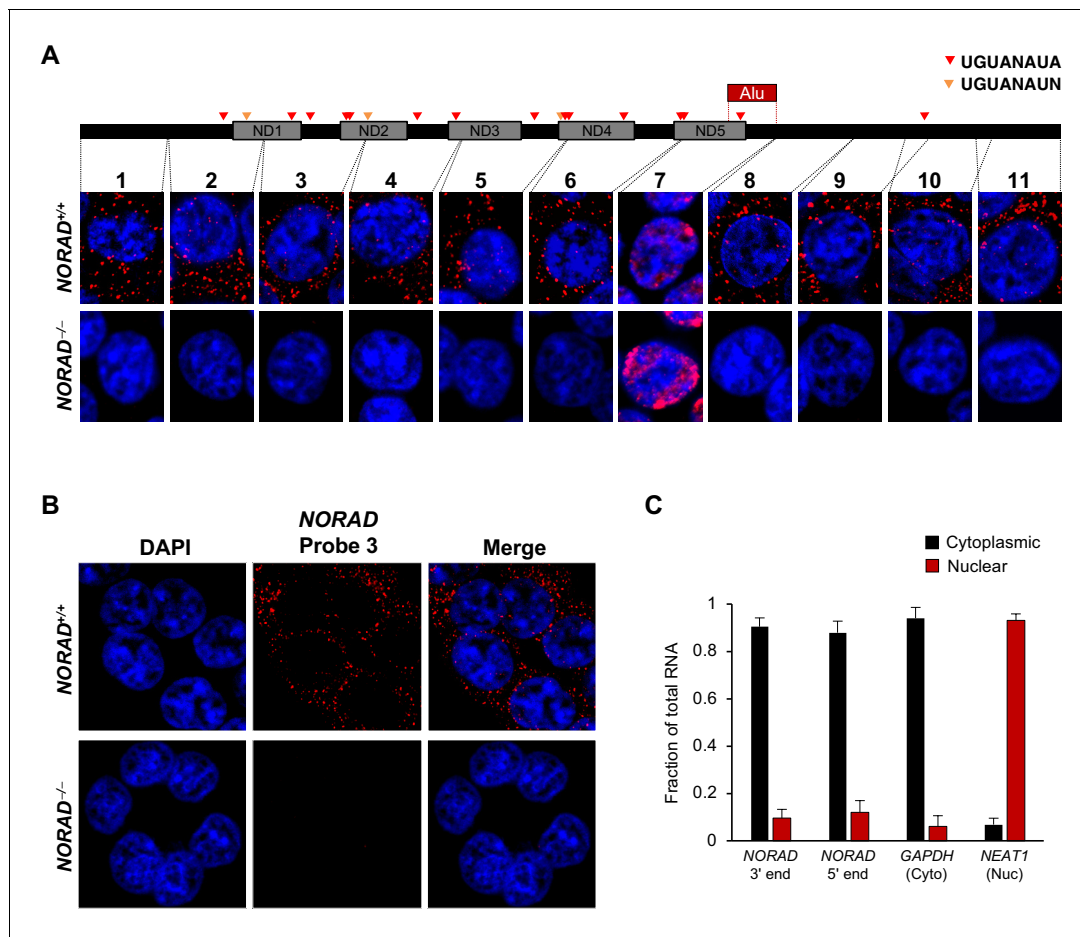 A
UGUANAUA
UGUANAUN
Alu
ND1 ND2 ND3 ND4 ND5
1 2 3 4 5 6 7 8 9 10 11
NORAD+/+
NORAD−/−
B
NORAD
DAPI Probe 3 Merge
NORAD+/+
NORAD−/−
C
Cytoplasmic
Nuclear
Fraction of total RNA
1
0.8
0.6
0.4
0.2
0
NORAD NORAD GAPDH NEAT1
3' end 5' end (Cyto) (Nuc)